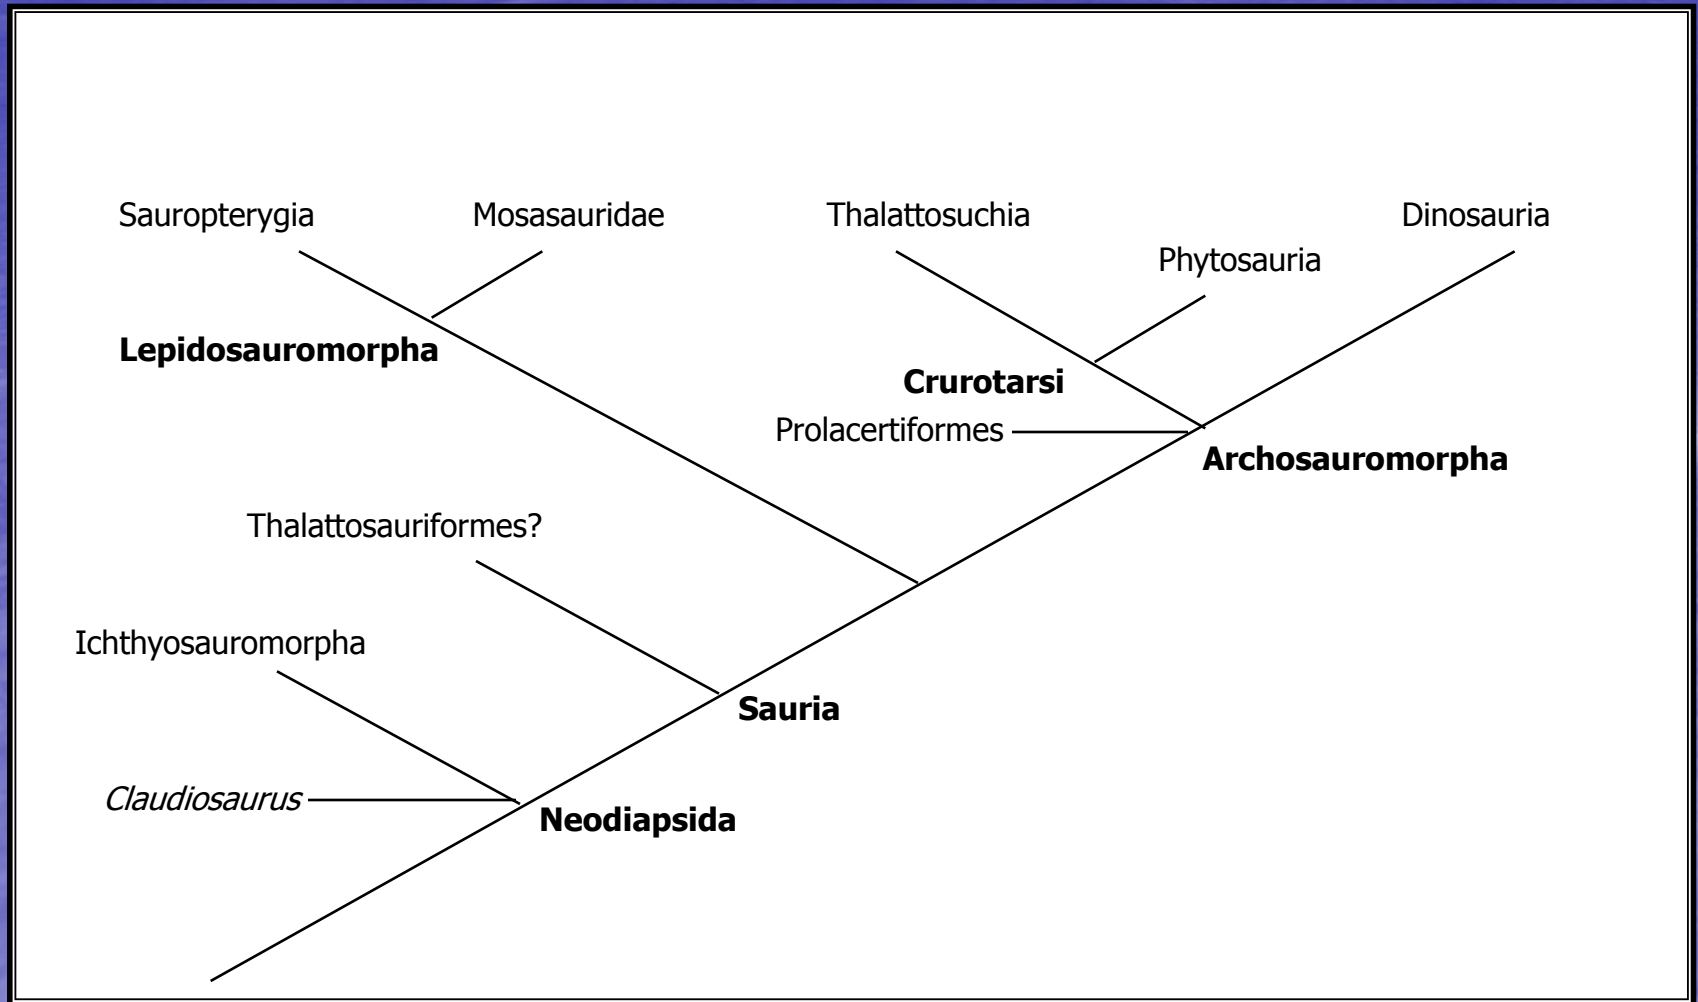 Sauropterygia
Mosasauridae
Thalattosuchia
Dinosauria
Phytosauria
Lepidosauromorpha
Crurotarsi
Prolacertiformes
Archosauromorpha
Thalattosauriformes?
Ichthyosauromorpha
Sauria
Claudiosaurus
Neodiapsida